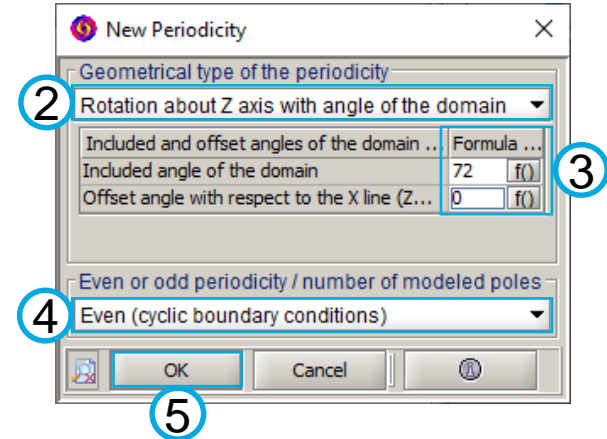 New Periodicity
Geometrical type of the periodicity
2 Rotation about Z axis with angle of the domain
Included and offset angles of the domain ... Formula ...
Included angle of the domain 72 f()
3
Offset angle with respect to the X line (Z... 0 f()
Even or odd periodicity / number of modeled poles
4 Even (cyclic boundary conditions)
OK Cancel
5